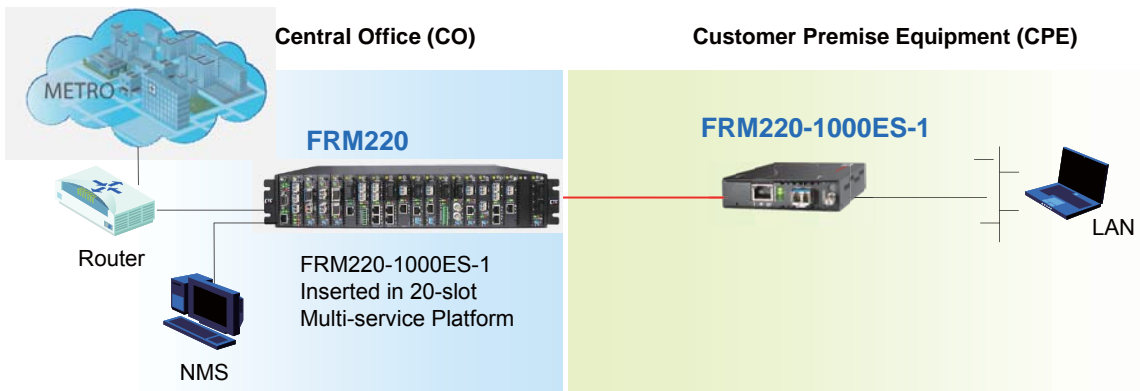 Central Office (CO)
Customer Premise Equipment (CPE)
METRO
FRM220
FRM220-1000ES-1
Router
FRM220-1000ES-1
Inserted in 20-slot
Multi-service Platform
LAN
NMS